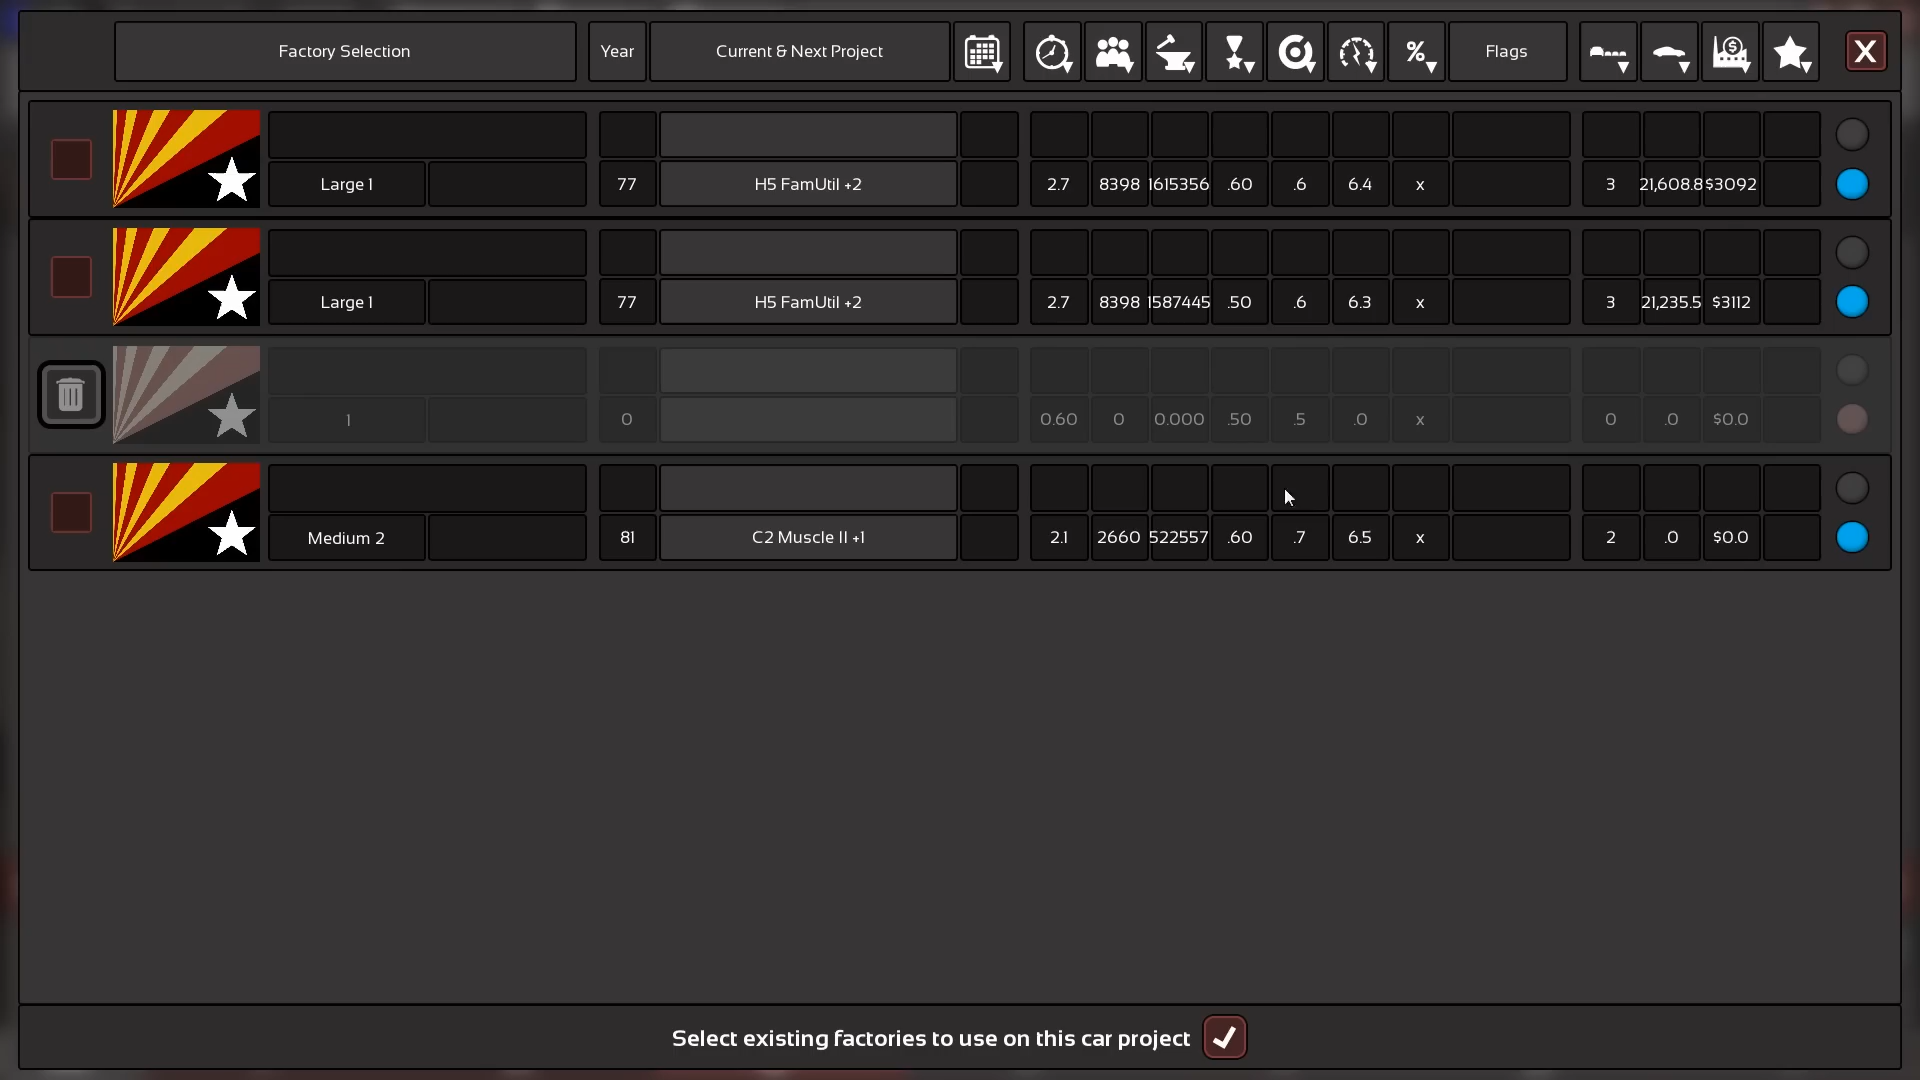 Factory Selection Year Current & Next Project % Flags X
Large 1 77 H5 FamUtil +2 2.7 8398 1615356 .60 .6 6.4 x 3 21,608.8 $3092
Large 1 77 H5 FamUtil +2 2.7 8398 1587445 .50 .6 6.3 x 3 21,235.5 $3112
1 0 0.60 0 0.000 .50 .5 .0 x 0 .0 $0.0
Medium 2 81 C2 Muscle II +1 2.1 2660 522557 .60 .7 6.5 x 2 .0 $0.0
Select existing factories to use on this car project